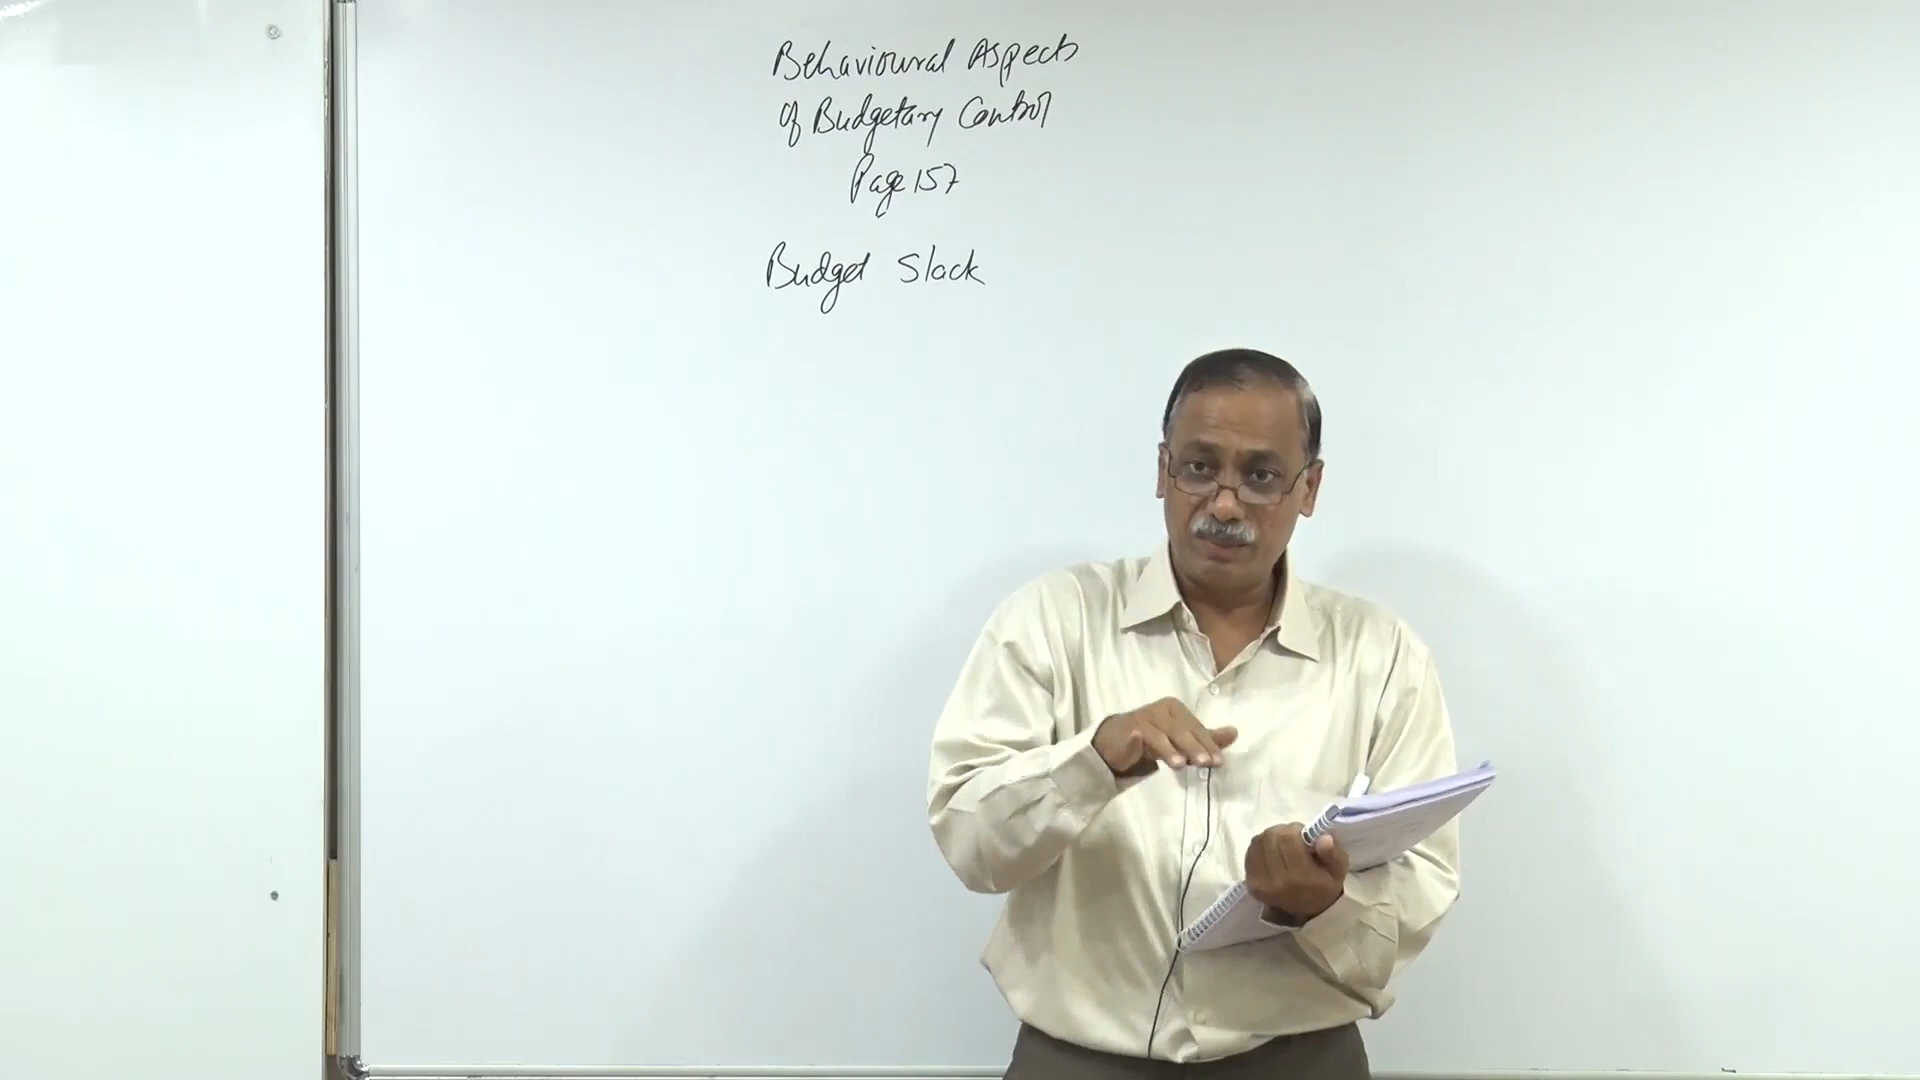 Behavioural Aspects
of Budgetary Control
Page 157
Budget Slack